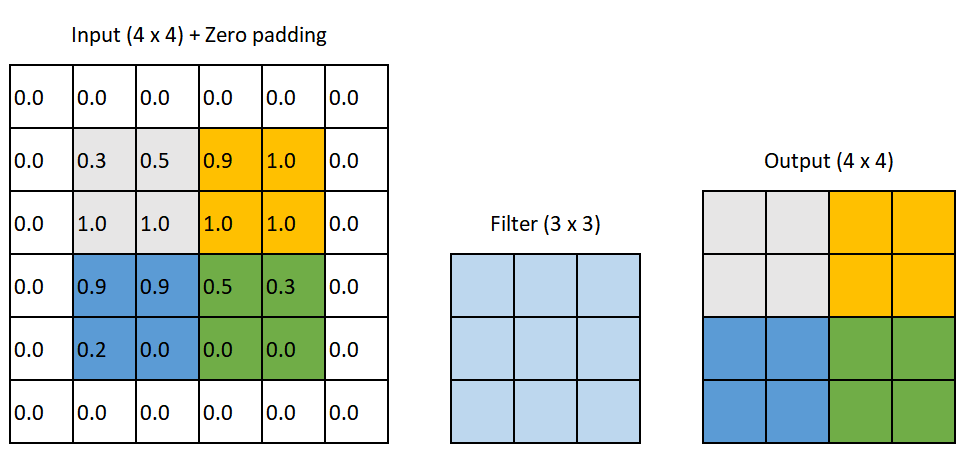 Input (4 x 4) + Zero padding
0.0 0.0 0.0 0.0 0.0 0.0
0.0 0.3 0.5 0.9 1.0 0.0
0.0 1.0 1.0 1.0 1.0 0.0
0.0 0.9 0.9 0.5 0.3 0.0
0.0 0.2 0.0 0.0 0.0 0.0
0.0 0.0 0.0 0.0 0.0 0.0
Filter (3 x 3)
Output (4 x 4)